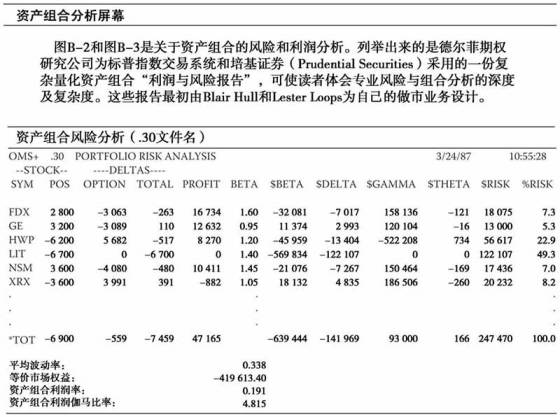 资产组合分析屏幕
图B-2和图B-3是关于资产组合的风险和利润分析。列举出来的是德尔菲期权
研究公司为标普指数交易系统和培基证券（Prudential Securities）采用的一份复
杂量化资产组合“利润与风险报告”，可使读者体会专业风险与组合分析的深度
及复杂度。这些报告最初由Blair Hull和Lester Loops为自己的做市业务设计。
资产组合风险分析（.30文件名）
OMS+ .30 PORTFOLIO RISK ANALYSIS 3/24/87 10:55:28
--STOCK-- ----DELTAS----
SYM POS OPTION TOTAL PROFIT BETA $BETA $DELTA $GAMMA $THETA $RISK %RISK
FDX 2 800 −3 063 −263 16 734 1.60 −32 081 −7 017 158 136 −121 18 075 7.3
GE 3 200 −3 089 110 12 632 0.95 11 374 2 993 120 104 −16 13 000 5.3
HWP −6 200 5 682 −517 8 270 1.20 −45 959 −13 404 −522 208 734 56 617 22.9
LIT −6 700 0 −6 700 0 1.40 −569 834 −122 107 0 0 122 107 49.3
NSM 3 600 −4 080 −480 10 411 1.45 −21 076 −7 267 150 464 −169 17 436 7.0
XRX −3 600 3 991 391 −882 1.05 18 132 4 835 186 506 −260 20 232 8.2
. . . . . . . . . . . .
. . . . . . . . . . . .
*TOT −6 900 −559 −7 459 47 165 −639 444 −141 969 93 000 166 247 470 100.0
平均波动率： 0.338
等价市场权益： −419 613.40
资产组合利润率： 0.191
资产组合利润伽马比率： 4.815